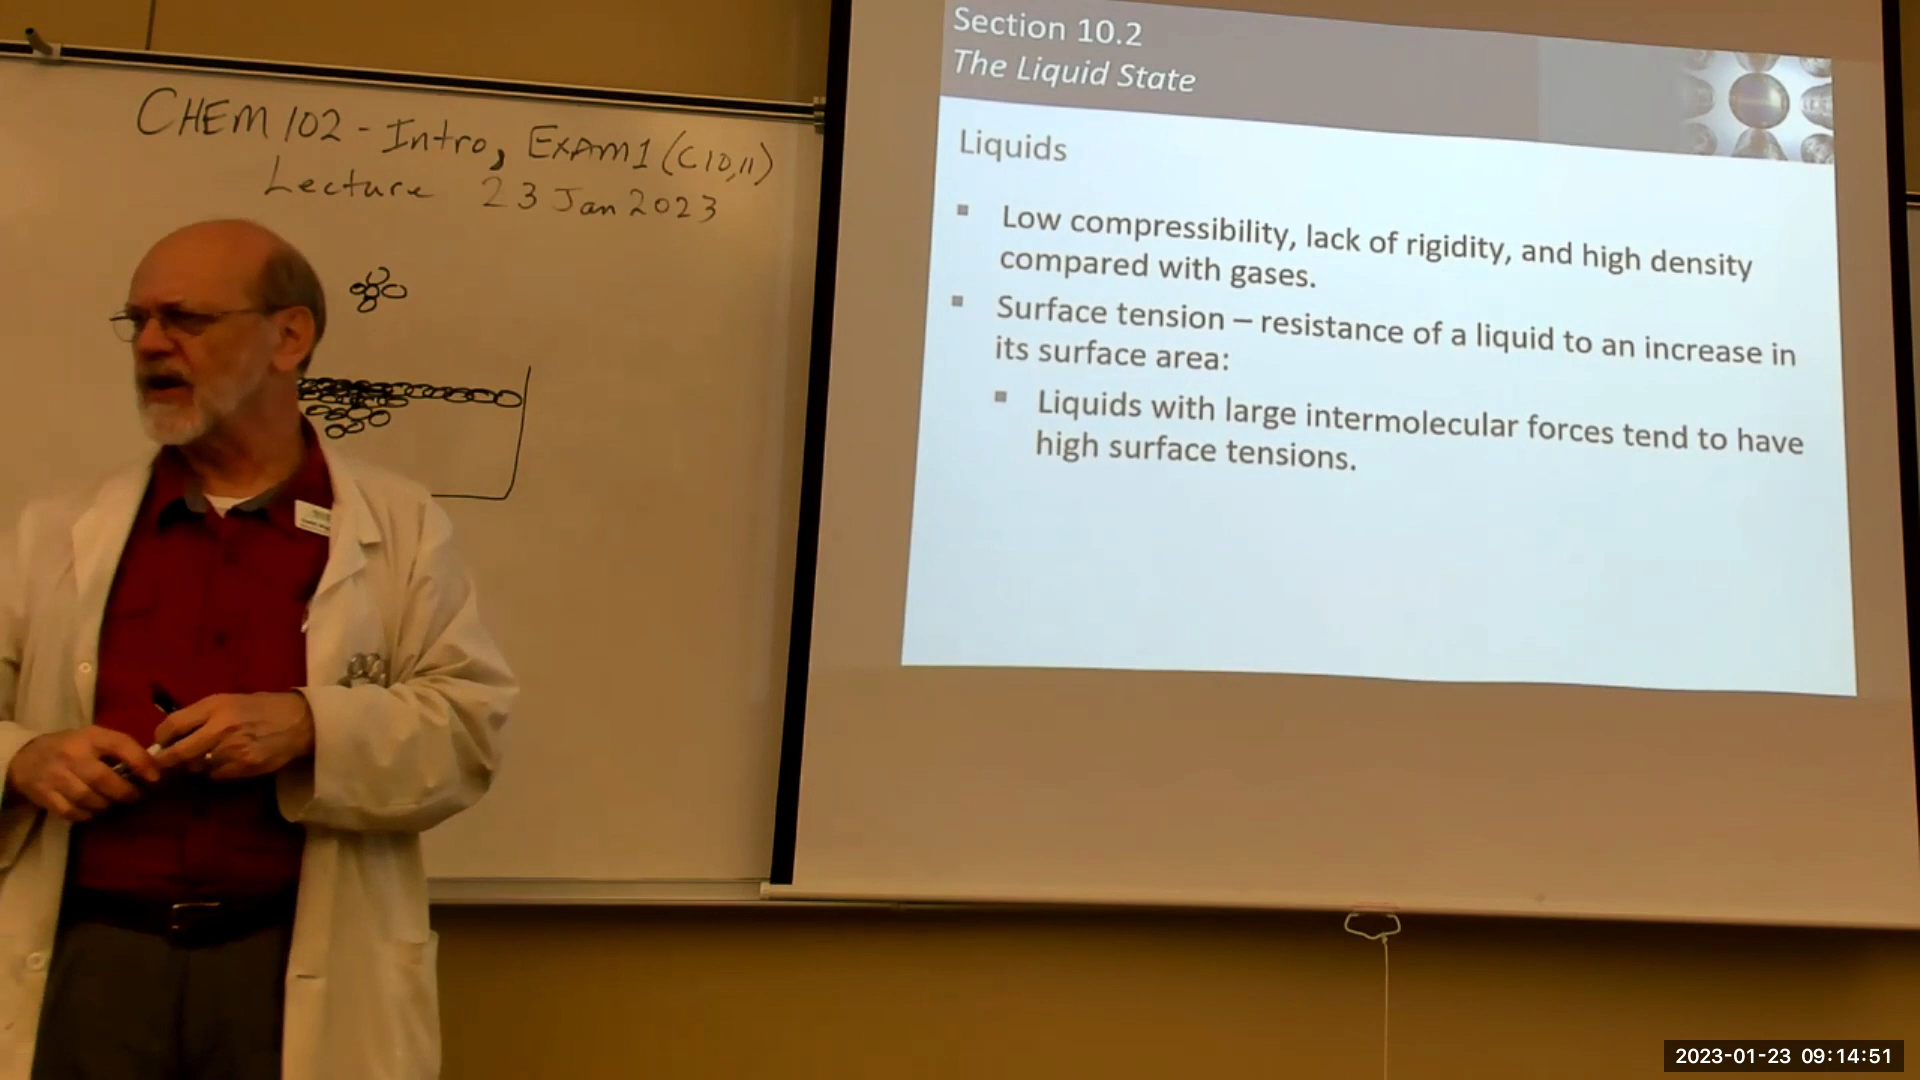 CHEM 102 - Intro, EXAM 1 (C10,11)
Lecture 23 Jan 2023
Section 10.2
The Liquid State
Liquids
▪ Low compressibility, lack of rigidity, and high density
compared with gases.
▪ Surface tension – resistance of a liquid to an increase in
its surface area:
▪ Liquids with large intermolecular forces tend to have
high surface tensions.
2023-01-23 09:14:51